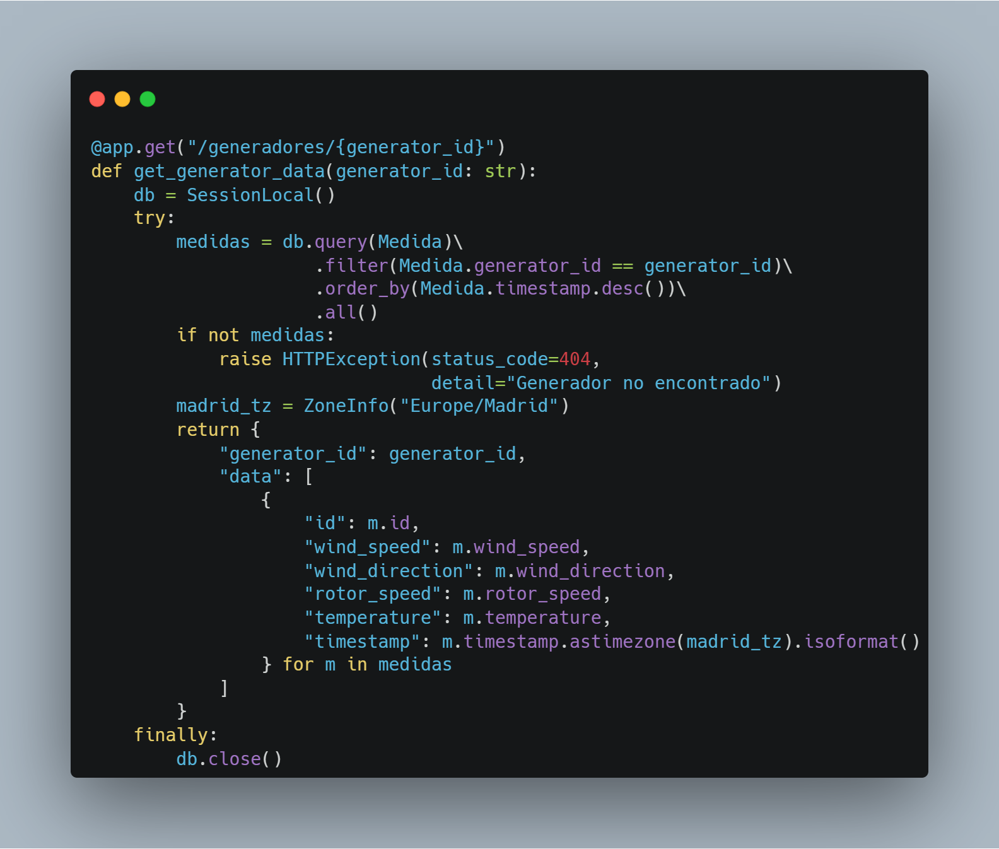 @app.get("/generadores/{generator_id}")
def get_generator_data(generator_id: str):
    db = SessionLocal()
    try:
        medidas = db.query(Medida)\
                     .filter(Medida.generator_id == generator_id)\
                     .order_by(Medida.timestamp.desc())\
                     .all()
        if not medidas:
            raise HTTPException(status_code=404,
                                detail="Generador no encontrado")
        madrid_tz = ZoneInfo("Europe/Madrid")
        return {
            "generator_id": generator_id,
            "data": [
                {
                    "id": m.id,
                    "wind_speed": m.wind_speed,
                    "wind_direction": m.wind_direction,
                    "rotor_speed": m.rotor_speed,
                    "temperature": m.temperature,
                    "timestamp": m.timestamp.astimezone(madrid_tz).isoformat()
                } for m in medidas
            ]
        }
    finally:
        db.close()